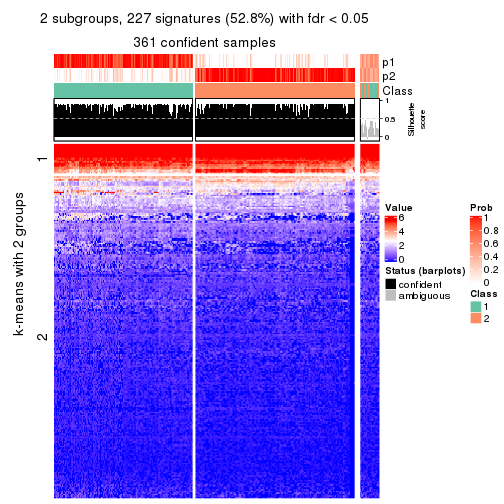 2 subgroups, 227 signatures (52.8%) with fdr < 0.05
361 confident samples
p1
p2
Class
1
0.5
0
Silhouette
score
k-means with 2 groups
1
2
Value
6
4
2
0
Status (barplots)
confident
ambiguous
Prob
1
0.8
0.6
0.4
0.2
0
Class
1
2